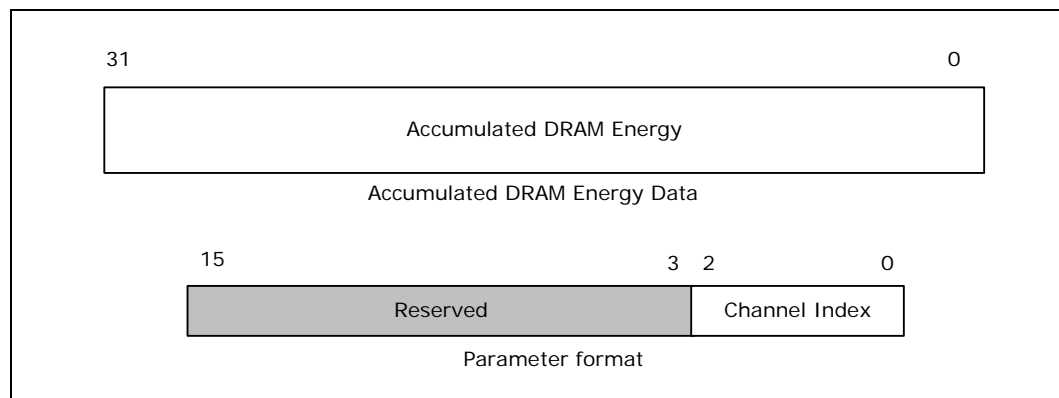 31 0
Accumulated DRAM Energy
Accumulated DRAM Energy Data
15 3 2 0
Reserved Channel Index
Parameter format